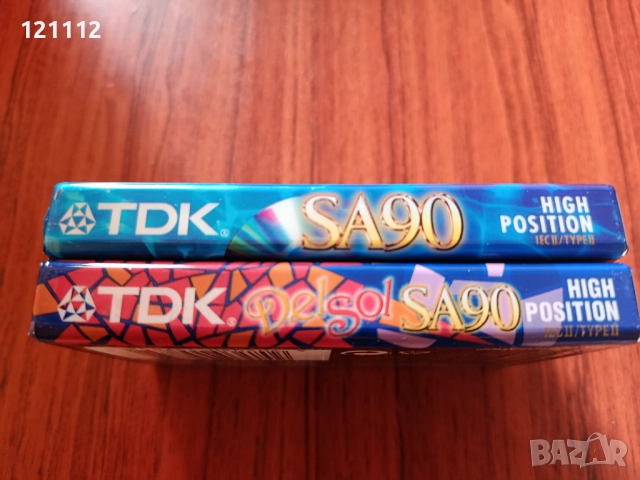 121112
TDK SA90 HIGH
POSITION
IECII/TYPEII
TDK Delsol SA90 HIGH
POSITION
IECII/TYPEII
BAZAR